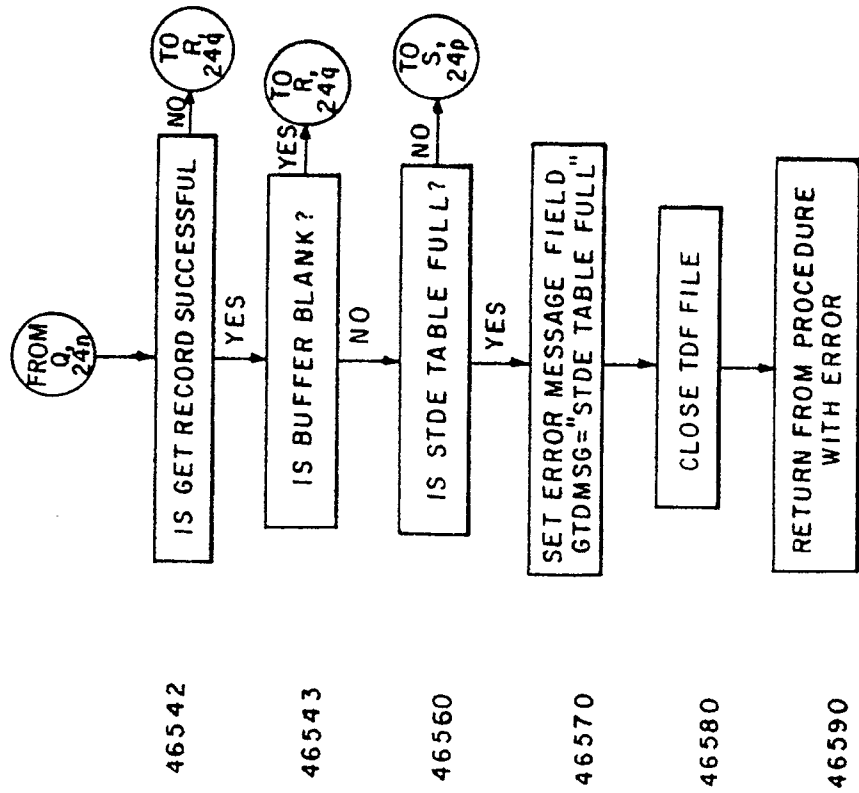 FROM
Q,
24n
46542
IS GET RECORD SUCCESSFUL
NO
TO
R,
24q
YES
46543
IS BUFFER BLANK?
YES
TO
R,
24q
NO
46560
IS STDE TABLE FULL?
NO
TO
S,
24p
YES
46570
SET ERROR MESSAGE FIELD
GTDMSG="STDE TABLE FULL"
46580
CLOSE TDF FILE
46590
RETURN FROM PROCEDURE
WITH ERROR